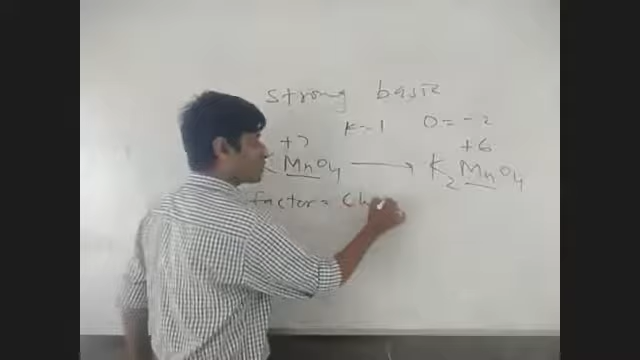 strong basic
K=1 O=-2
+7 +6
K MnO4 → K2MnO4
factor = Ch